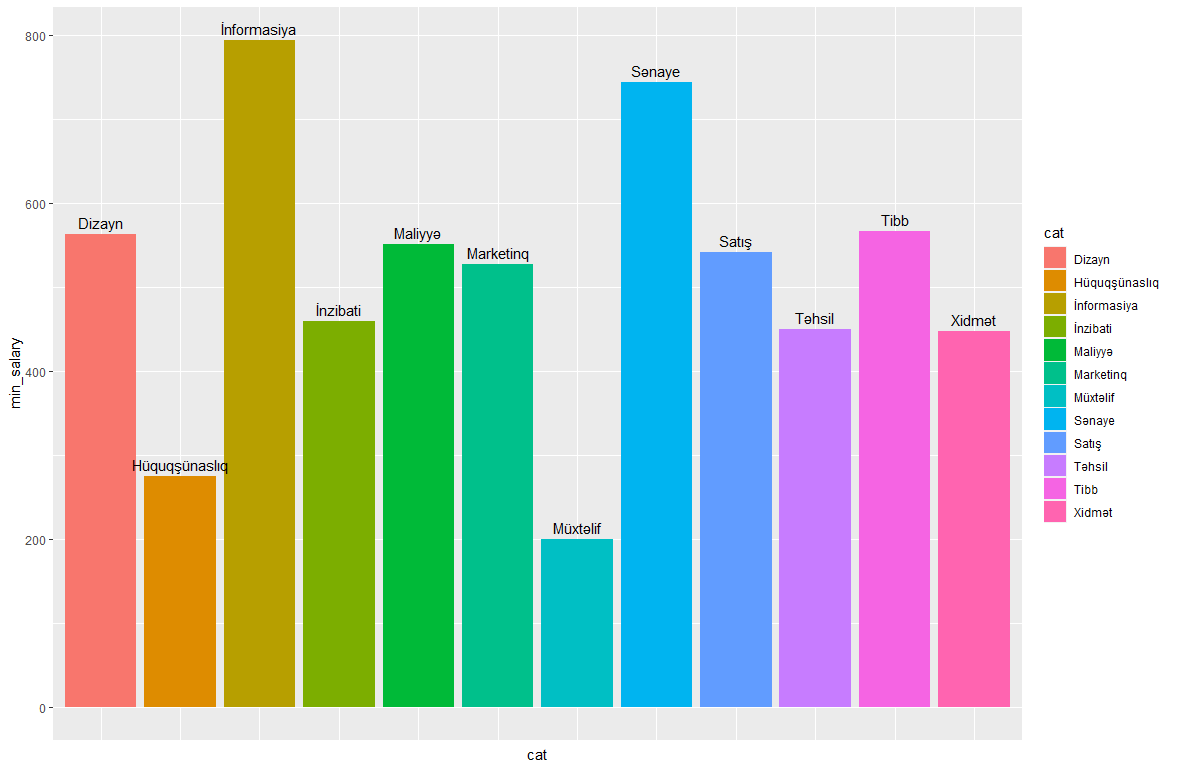 İnformasiya
800
Sənaye
600
Dizayn
Tibb
Maliyyə
Satış
Marketinq
İnzibati
Təhsil
Xidmət
400
Hüquqşünaslıq
200
Müxtəlif
0
min_salary
cat
cat
Dizayn
Hüquqşünaslıq
İnformasiya
İnzibati
Maliyyə
Marketinq
Müxtəlif
Sənaye
Satış
Təhsil
Tibb
Xidmət